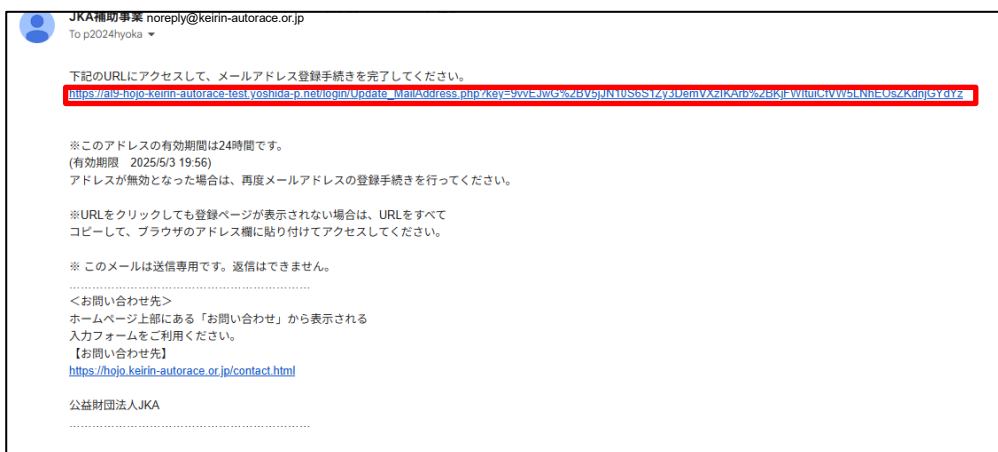 JKA補助事業 noreply@keirin-autorace.or.jp
To p2024hyoka
下記のURLにアクセスして、メールアドレス登録手続きを完了してください。
https://al9-hojo-keirin-autorace-test.yoshida-p.net/login/Update_MailAddress.php?key=9vvEJwG%2BV5jJN10S6S1Zy3DemVXzIKArb%2BKjFWltuiCfVW5LNhEOsZKdnjGYdYz
※このアドレスの有効期間は24時間です。
(有効期限 2025/5/3 19:56)
アドレスが無効となった場合は、再度メールアドレスの登録手続きを行ってください。
※URLをクリックしても登録ページが表示されない場合は、URLをすべて
コピーして、ブラウザのアドレス欄に貼り付けてアクセスしてください。
※ このメールは送信専用です。返信はできません。
…………………………………………………………
＜お問い合わせ先＞
ホームページ上部にある「お問い合わせ」から表示される
入力フォームをご利用ください。
【お問い合わせ先】
https://hojo.keirin-autorace.or.jp/contact.html
公益財団法人JKA
…………………………………………………………